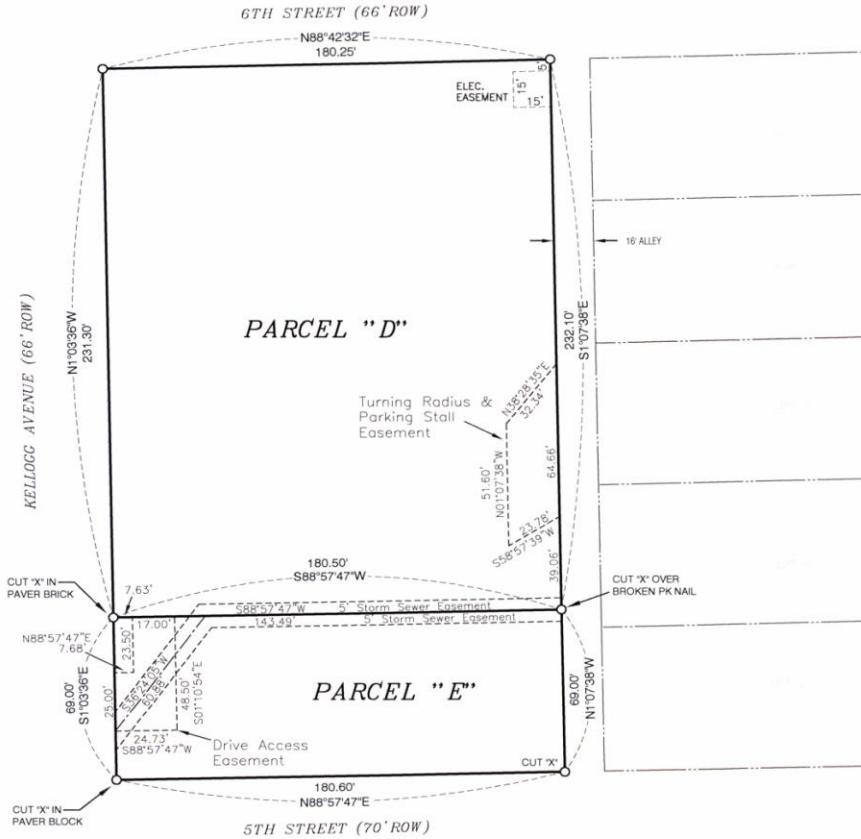 6TH STREET (66' ROW)
N88°42'32"E
180.25'
5'
ELEC.
EASEMENT
15'
15'
16' ALLEY
KELLOGG AVENUE (66' ROW)
N1°03'36"W
231.30'
PARCEL "D"
232.10'
S1°07'38"E
Turning Radius &
Parking Stall
Easement
N38°28'35"E
32.34'
51.60'
N01°07'38"W
64.66'
23.78'
S58°57'39"W
39.06'
180.50'
S88°57'47"W
CUT "X" IN
PAVER BRICK
7.63'
CUT "X" OVER
BROKEN PK NAIL
S88°57'47"W
5' Storm Sewer Easement
17.00'
143.49'
5' Storm Sewer Easement
N88°57'47"E
7.68'
23.50'
S36°24'05"W
60.88'
69.00'
S1°03'36"E
25.00'
48.50'
S01°10'54"E
PARCEL "E"
69.00'
N1°07'38"W
24.73'
S88°57'47"W
Drive Access
Easement
CUT "X"
180.60'
N88°57'47"E
CUT "X" IN
PAVER BLOCK
5TH STREET (70' ROW)